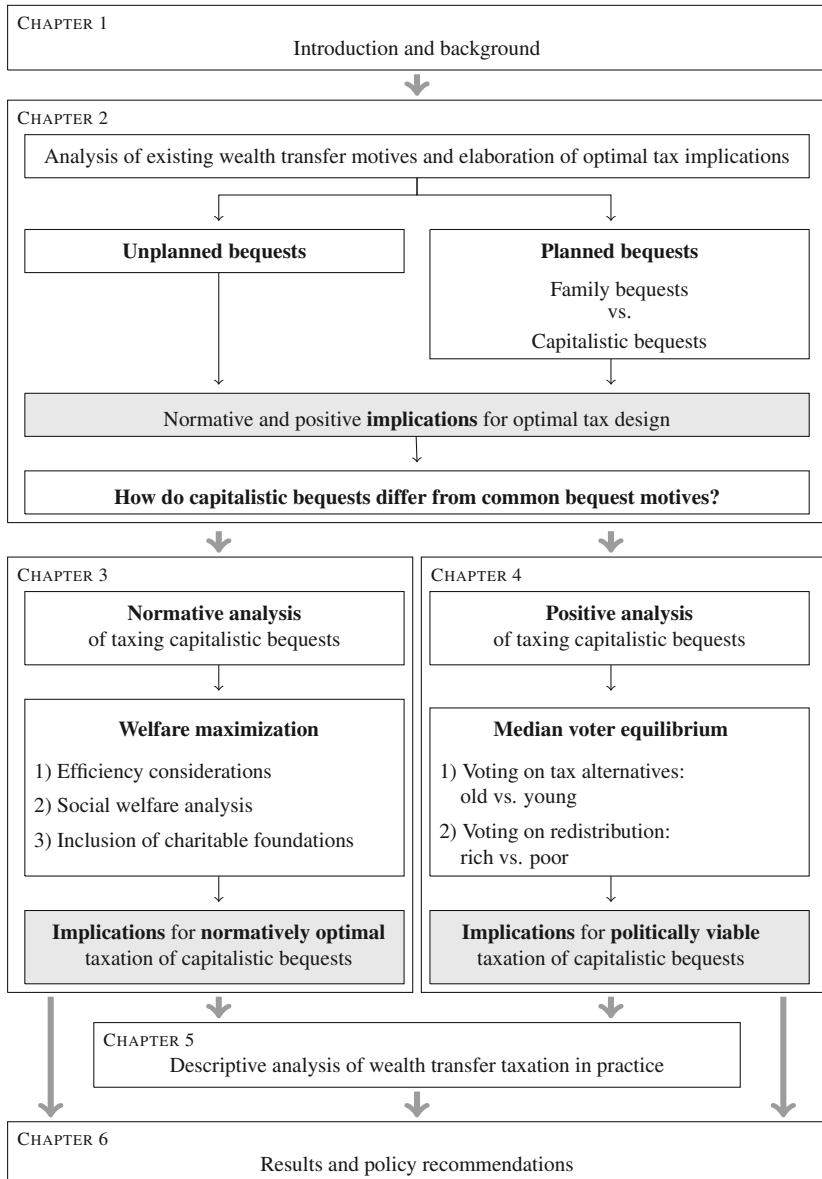 CHAPTER 1
Introduction and background
CHAPTER 2
Analysis of existing wealth transfer motives and elaboration of optimal tax implications
Unplanned bequests
Planned bequests
Family bequests
vs.
Capitalistic bequests
Normative and positive implications for optimal tax design
How do capitalistic bequests differ from common bequest motives?
CHAPTER 3
Normative analysis
of taxing capitalistic bequests
Welfare maximization
1) Efficiency considerations
2) Social welfare analysis
3) Inclusion of charitable foundations
Implications for normatively optimal
taxation of capitalistic bequests
CHAPTER 4
Positive analysis
of taxing capitalistic bequests
Median voter equilibrium
1) Voting on tax alternatives:
old vs. young
2) Voting on redistribution:
rich vs. poor
Implications for politically viable
taxation of capitalistic bequests
CHAPTER 5
Descriptive analysis of wealth transfer taxation in practice
CHAPTER 6
Results and policy recommendations